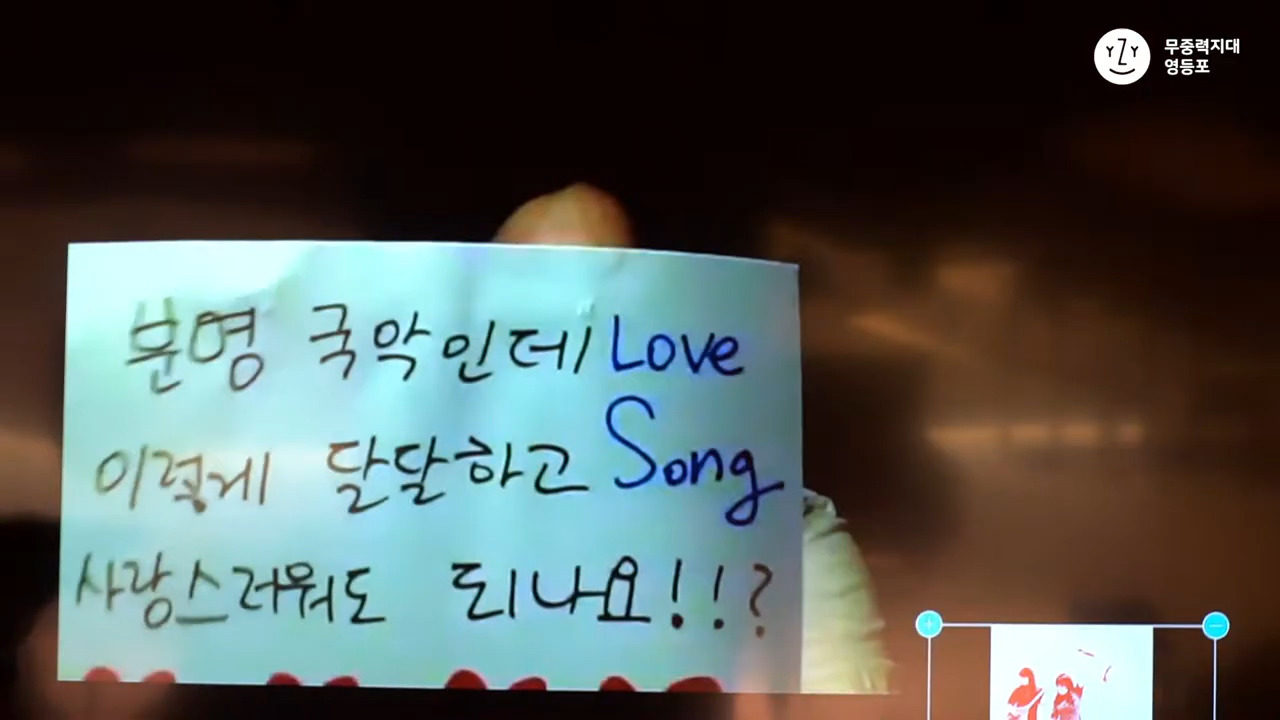 YZY
무중력지대
영등포
분명 국악인데 Love
이렇게 달달하고 Song
사랑스러워도 되나요!!?